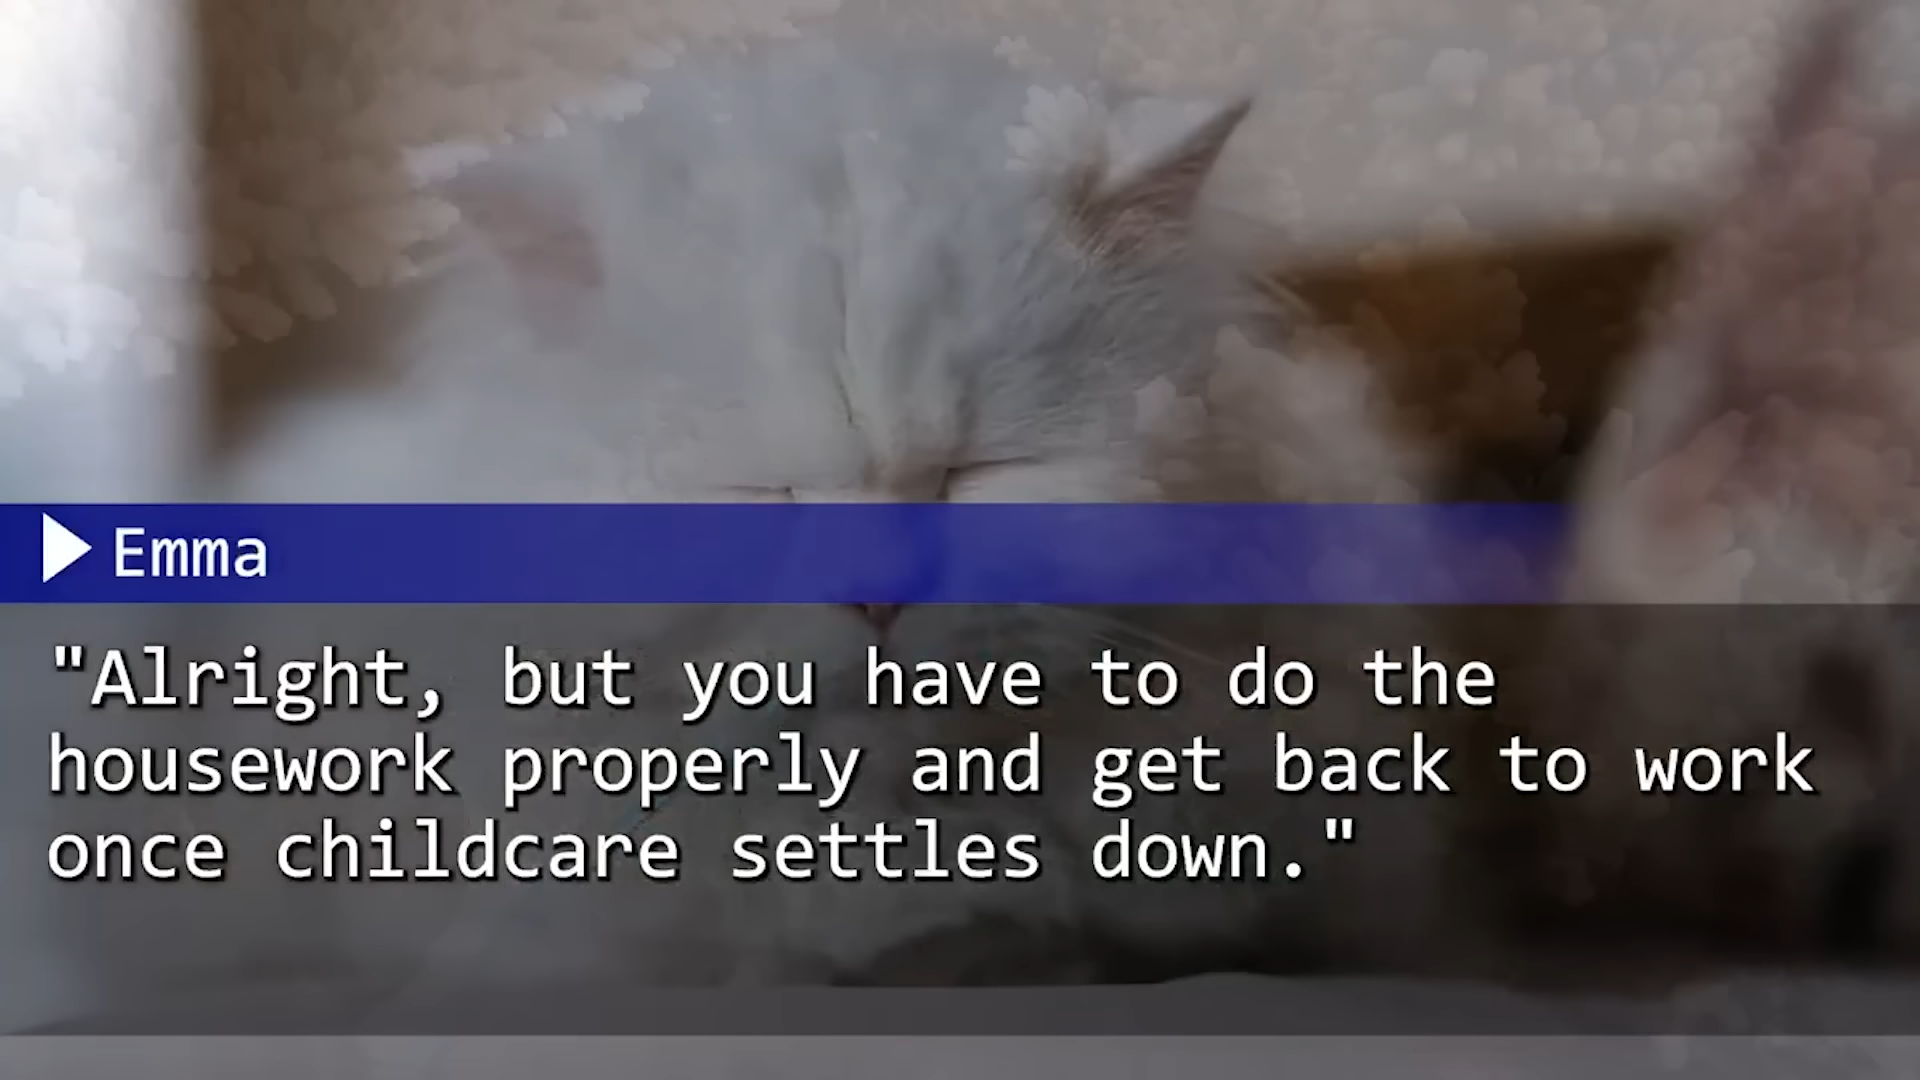 Emma
"Alright, but you have to do the
housework properly and get back to work
once childcare settles down."